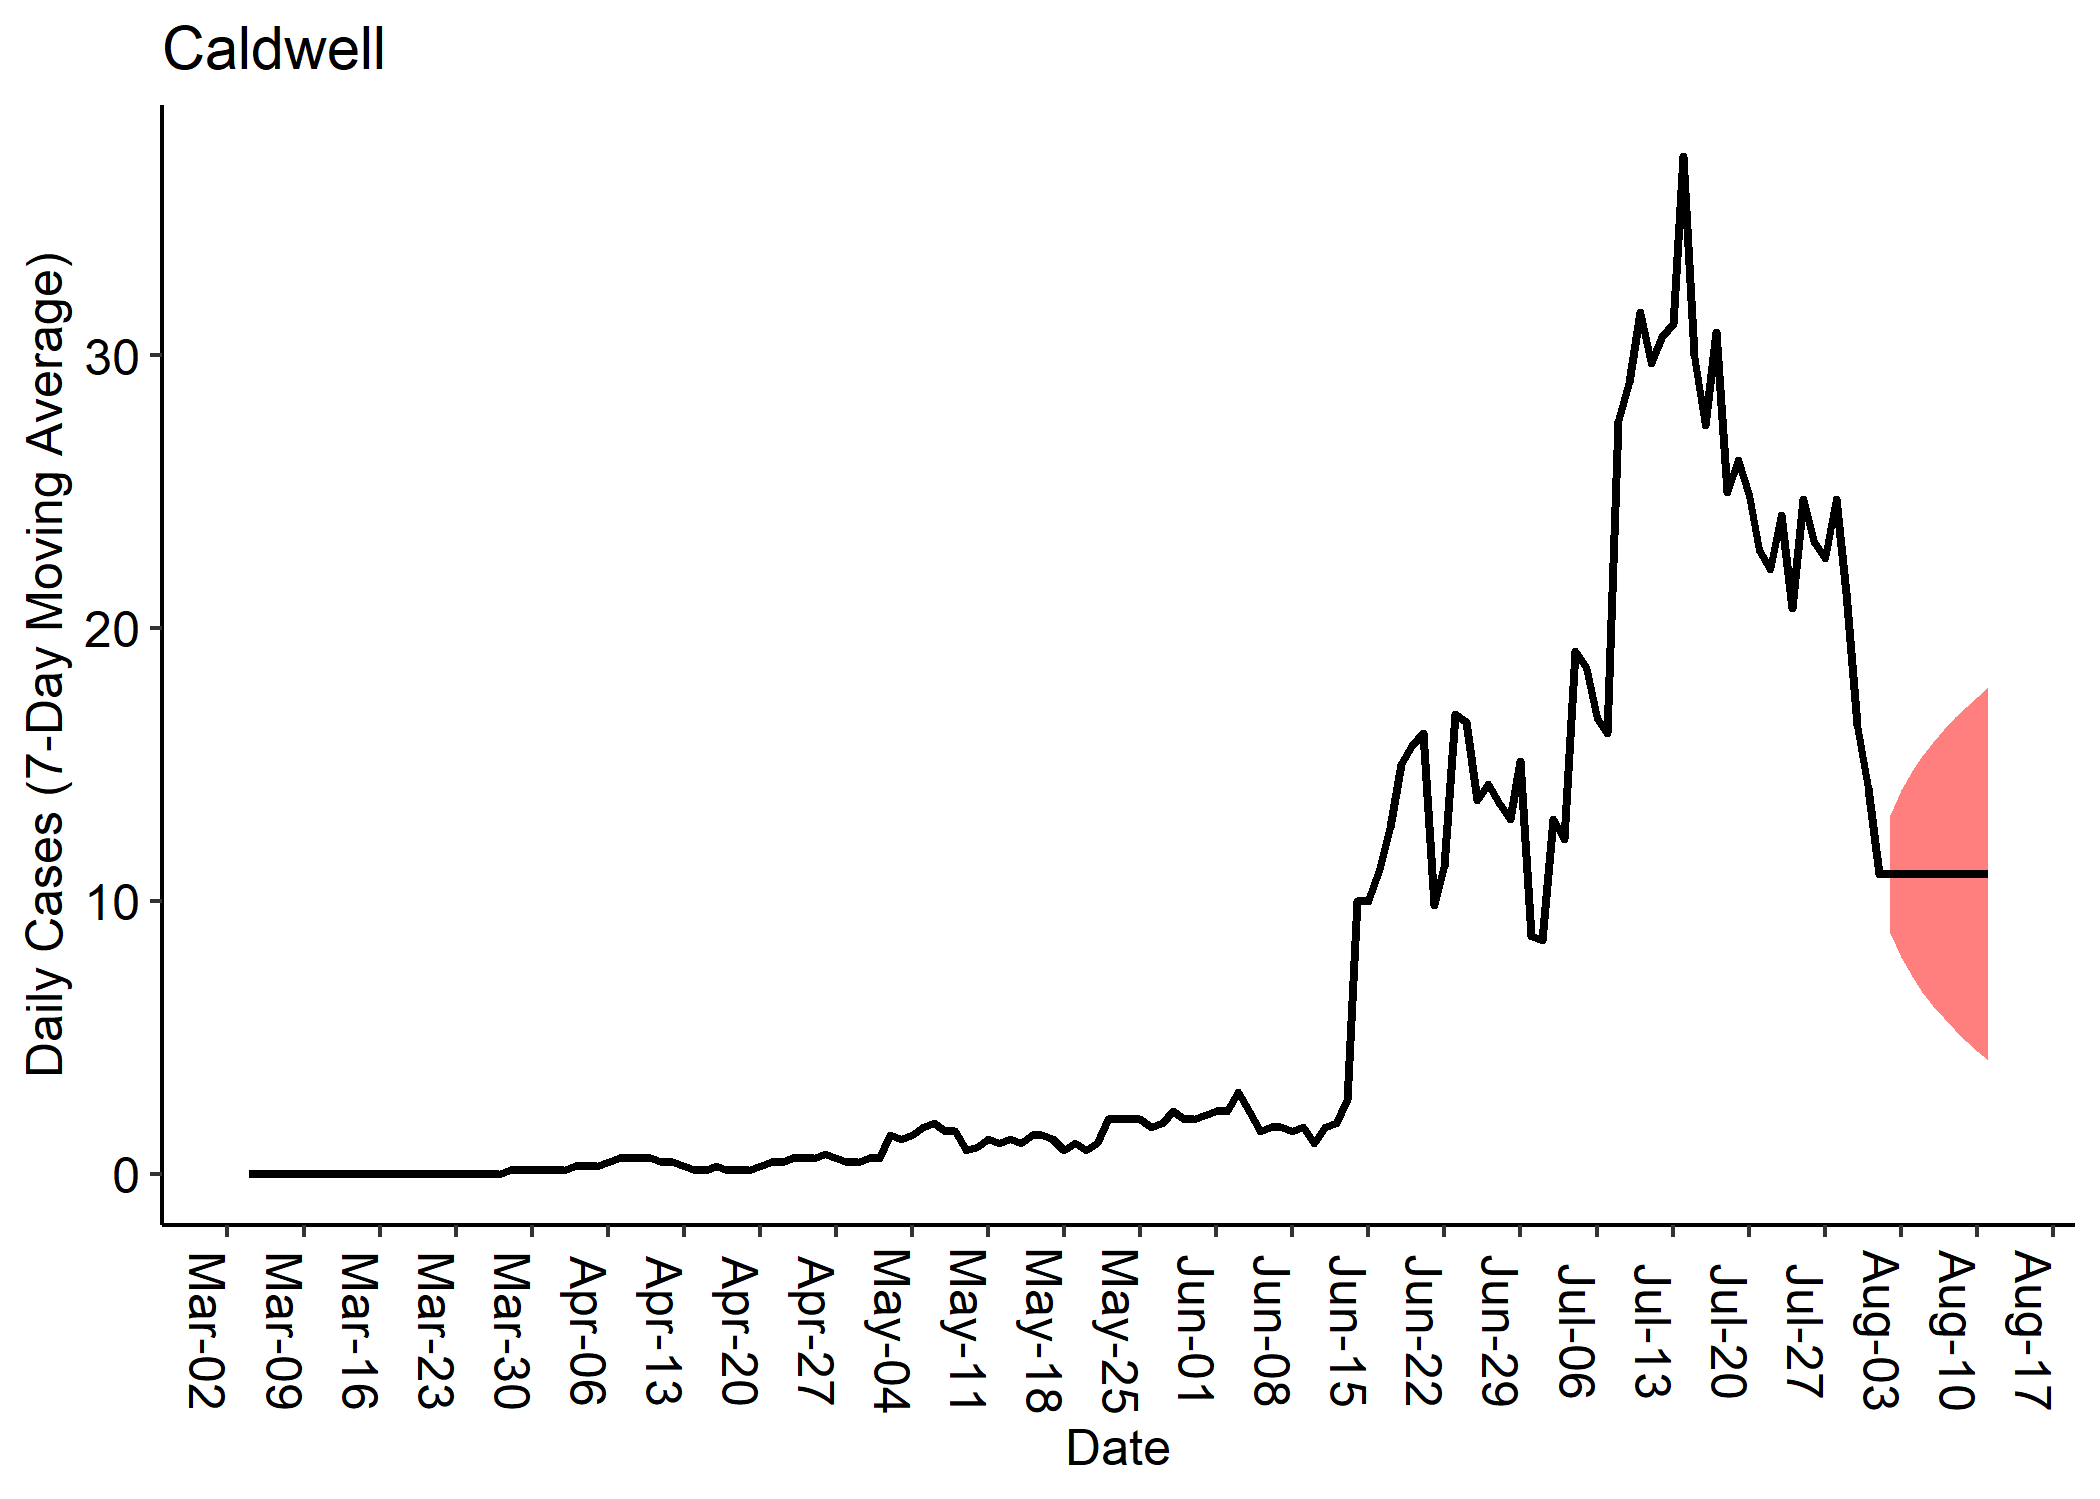 Caldwell
Daily Cases (7-Day Moving Average)
30
20
10
0
Mar-02
Mar-09
Mar-16
Mar-23
Mar-30
Apr-06
Apr-13
Apr-20
Apr-27
May-04
May-11
May-18
May-25
Jun-01
Jun-08
Jun-15
Jun-22
Jun-29
Jul-06
Jul-13
Jul-20
Jul-27
Aug-03
Aug-10
Aug-17
Date